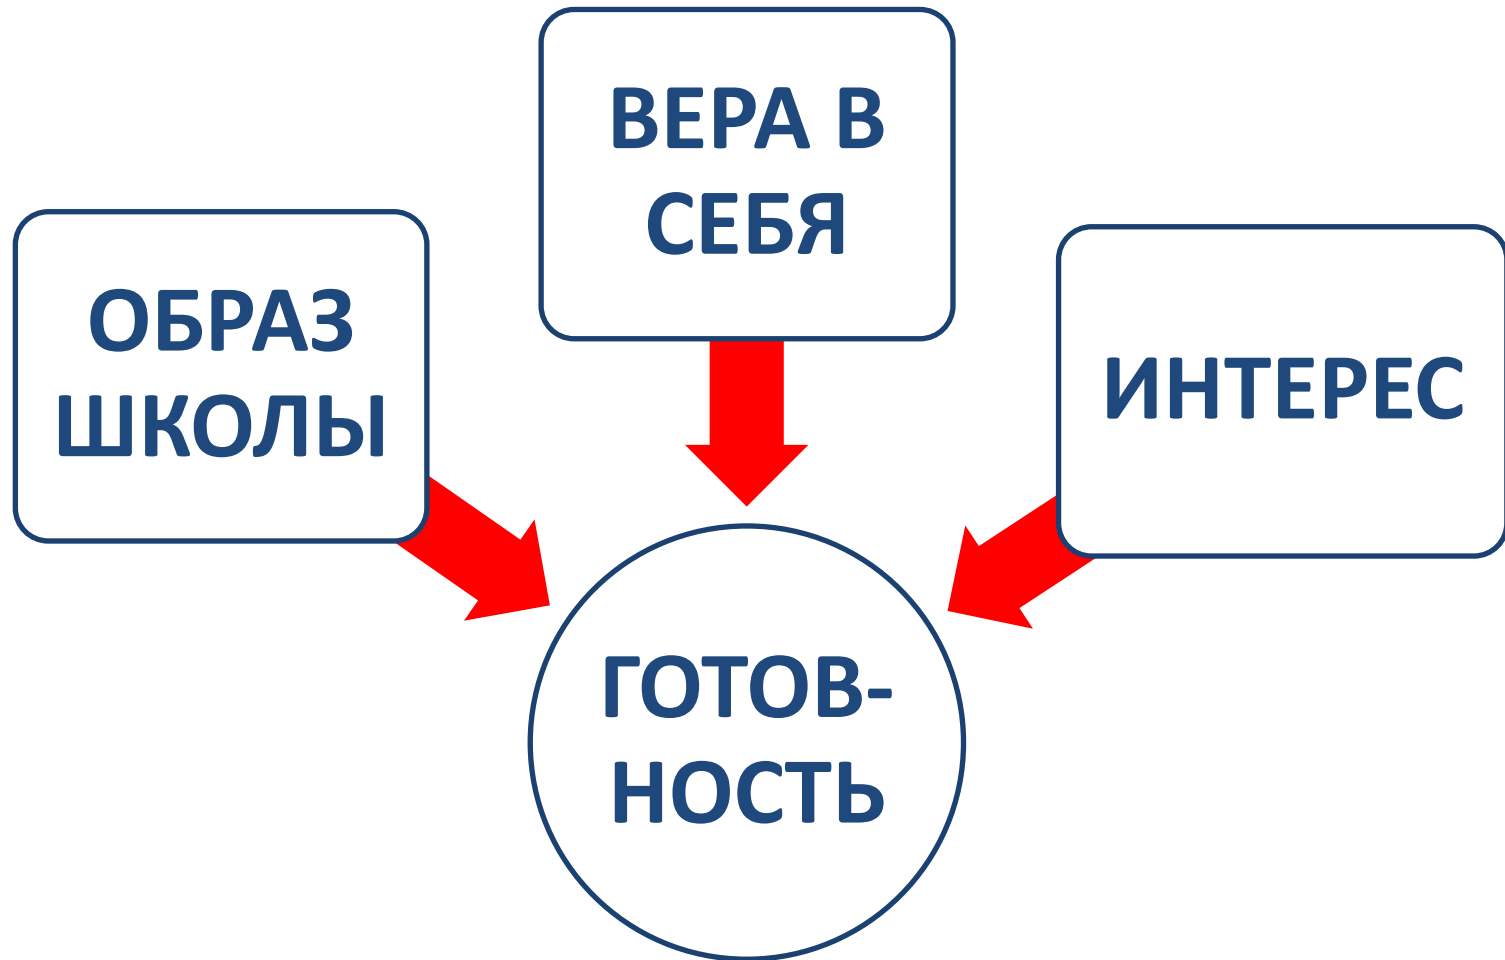 ВЕРА В
СЕБЯ
ОБРАЗ
ШКОЛЫ
ИНТЕРЕС
ГОТОВ-
НОСТЬ